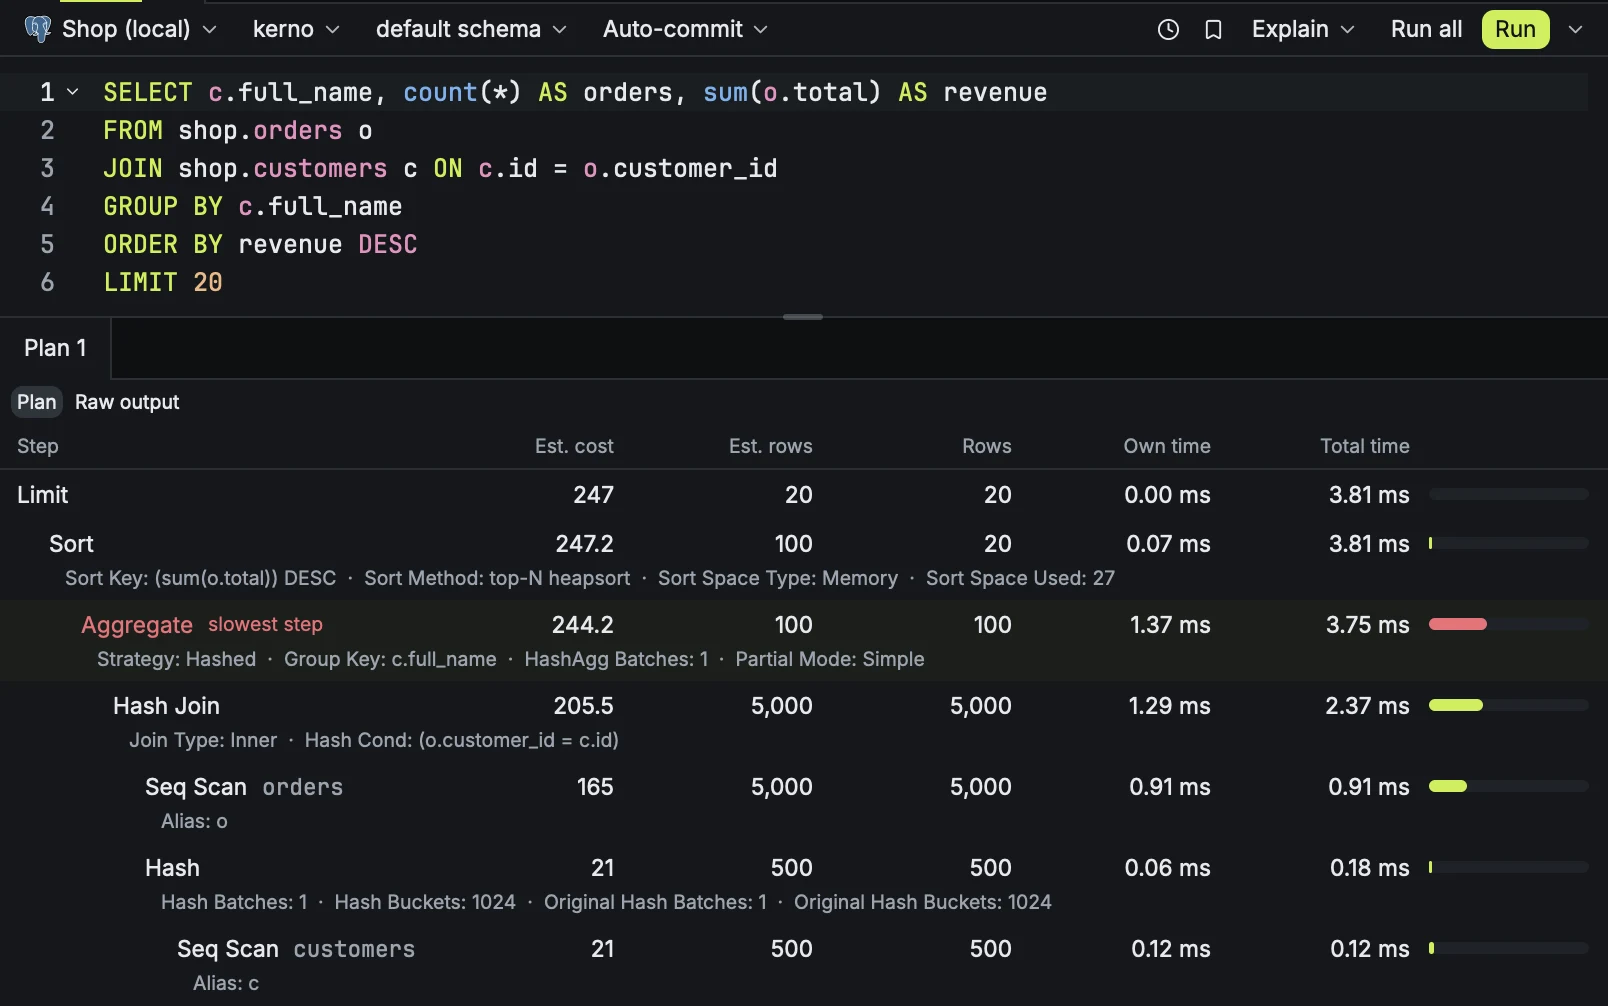 Shop (local) kerno default schema Auto-commit Explain Run all Run
1 SELECT c.full_name, count(*) AS orders, sum(o.total) AS revenue
2 FROM shop.orders o
3 JOIN shop.customers c ON c.id = o.customer_id
4 GROUP BY c.full_name
5 ORDER BY revenue DESC
6 LIMIT 20
Plan 1
Plan Raw output
Step Est. cost Est. rows Rows Own time Total time
Limit 247 20 20 0.00 ms 3.81 ms
Sort 247.2 100 20 0.07 ms 3.81 ms
Sort Key: (sum(o.total)) DESC · Sort Method: top-N heapsort · Sort Space Type: Memory · Sort Space Used: 27
Aggregate slowest step 244.2 100 100 1.37 ms 3.75 ms
Strategy: Hashed · Group Key: c.full_name · HashAgg Batches: 1 · Partial Mode: Simple
Hash Join 205.5 5,000 5,000 1.29 ms 2.37 ms
Join Type: Inner · Hash Cond: (o.customer_id = c.id)
Seq Scan orders 165 5,000 5,000 0.91 ms 0.91 ms
Alias: o
Hash 21 500 500 0.06 ms 0.18 ms
Hash Batches: 1 · Hash Buckets: 1024 · Original Hash Batches: 1 · Original Hash Buckets: 1024
Seq Scan customers 21 500 500 0.12 ms 0.12 ms
Alias: c